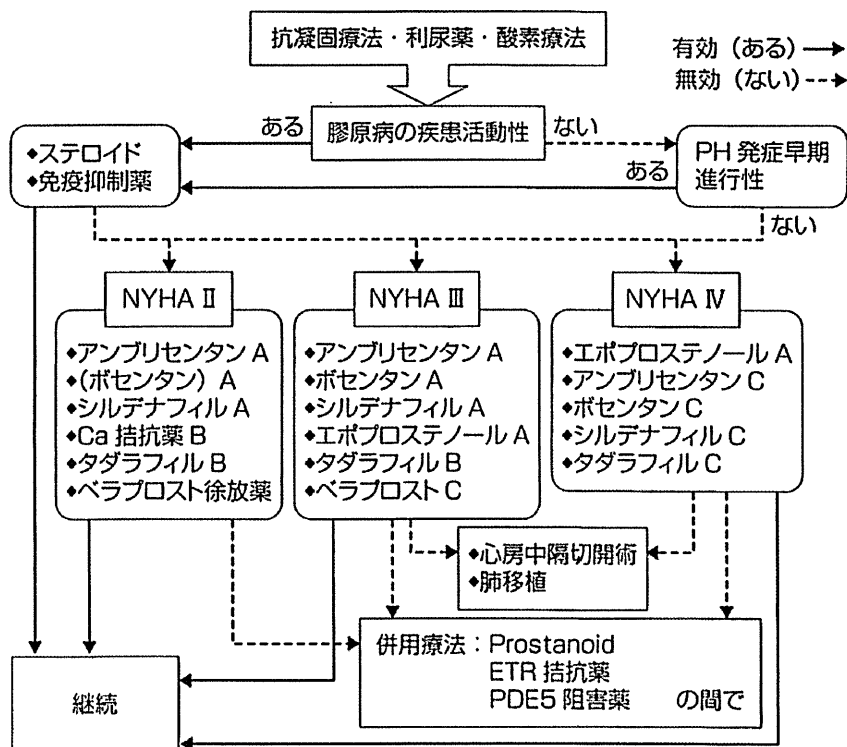 抗凝固療法・利尿薬・酸素療法
有効（ある）
無効（ない）
膠原病の疾患活動性
ある
ない
◆ステロイド
◆免疫抑制薬
PH 発症早期
進行性
ある
ない
NYHA Ⅱ
◆アンブリセンタン A
◆(ボセンタン) A
◆シルデナフィル A
◆Ca 拮抗薬 B
◆タダラフィル B
◆ベラプロスト徐放薬
NYHA Ⅲ
◆アンブリセンタン A
◆ボセンタン A
◆シルデナフィル A
◆エポプロステノール A
◆タダラフィル B
◆ベラプロスト C
NYHA Ⅳ
◆エポプロステノール A
◆アンブリセンタン C
◆ボセンタン C
◆シルデナフィル C
◆タダラフィル C
◆心房中隔切開術
◆肺移植
併用療法：Prostanoid
ETR 拮抗薬
PDE5 阻害薬 の間で
継続